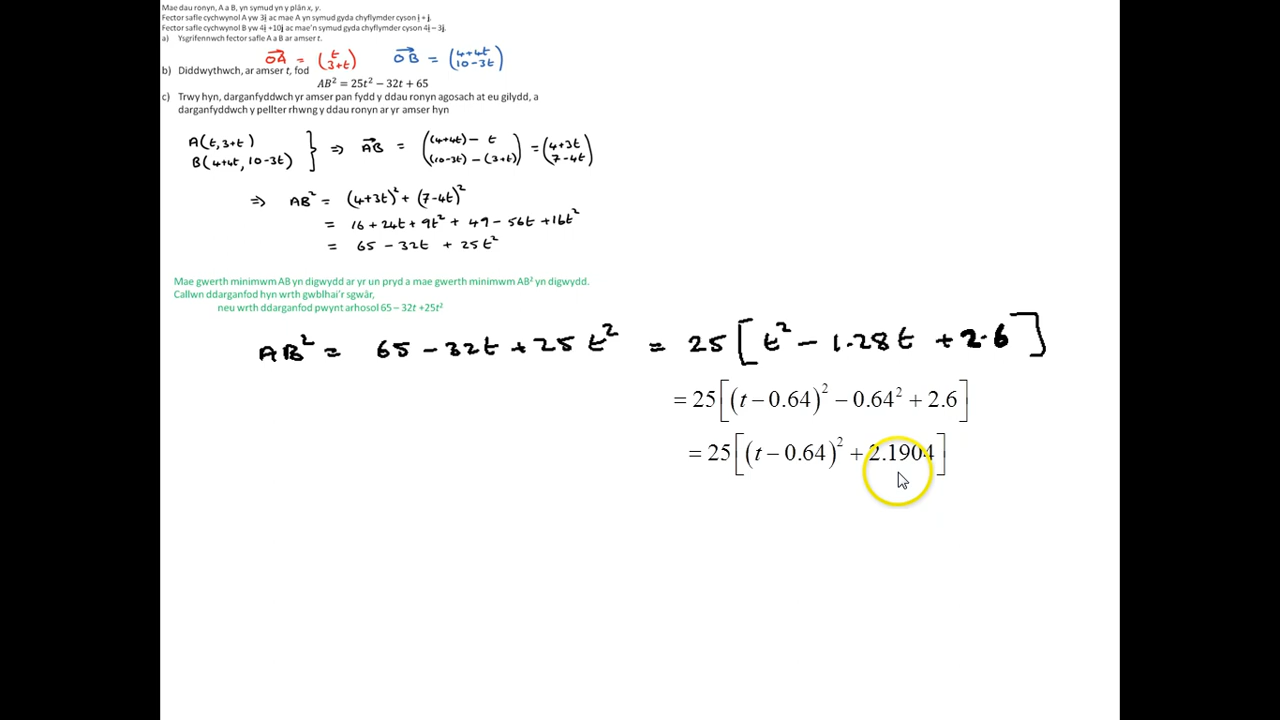 Mae dau ronyn, A a B, yn symud yn y plân x, y.
Fector safle cychwynol A yw 3j ac mae A yn symud gyda chyflymder cyson i + j.
Fector safle cychwynol B yw 4i +10j ac mae'n symud gyda chyflymder cyson 4i – 3j.
a) Ysgrifennwch fector safle A a B ar amser t.
OA = (t 3+t) OB = (4+4t 10-3t)
b) Diddwythwch, ar amser t, fod
AB² = 25t² − 32t + 65
c) Trwy hyn, darganfyddwch yr amser pan fydd y ddau ronyn agosach at eu gilydd, a
darganfyddwch y pellter rhwng y ddau ronyn ar yr amser hyn
A(t,3+t)
B(4+4t, 10-3t) } ⇒ AB = ((4+4t) - t (10-3t) - (3+t)) = (4+3t 7-4t)
⇒ AB² = (4+3t)² + (7-4t)²
= 16 + 24t + 9t² + 49 - 56t + 16t²
= 65 - 32t + 25t²
Mae gwerth minimwm AB yn digwydd ar yr un pryd a mae gwerth minimwm AB² yn digwydd.
Callwn ddarganfod hyn wrth gwblhai'r sgwâr,
neu wrth ddarganfod pwynt arhosol 65 – 32t +25t²
AB² = 65 - 32t + 25t² = 25[t² - 1.28t + 2.6]
= 25[(t − 0.64)² − 0.64² + 2.6]
= 25[(t − 0.64)² + 2.1904]